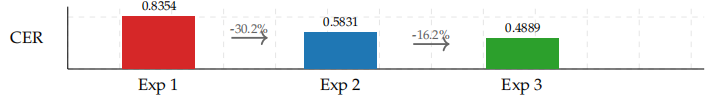 0.8354
-30.2%
0.5831
-16.2%
0.4889
CER
Exp 1
Exp 2
Exp 3